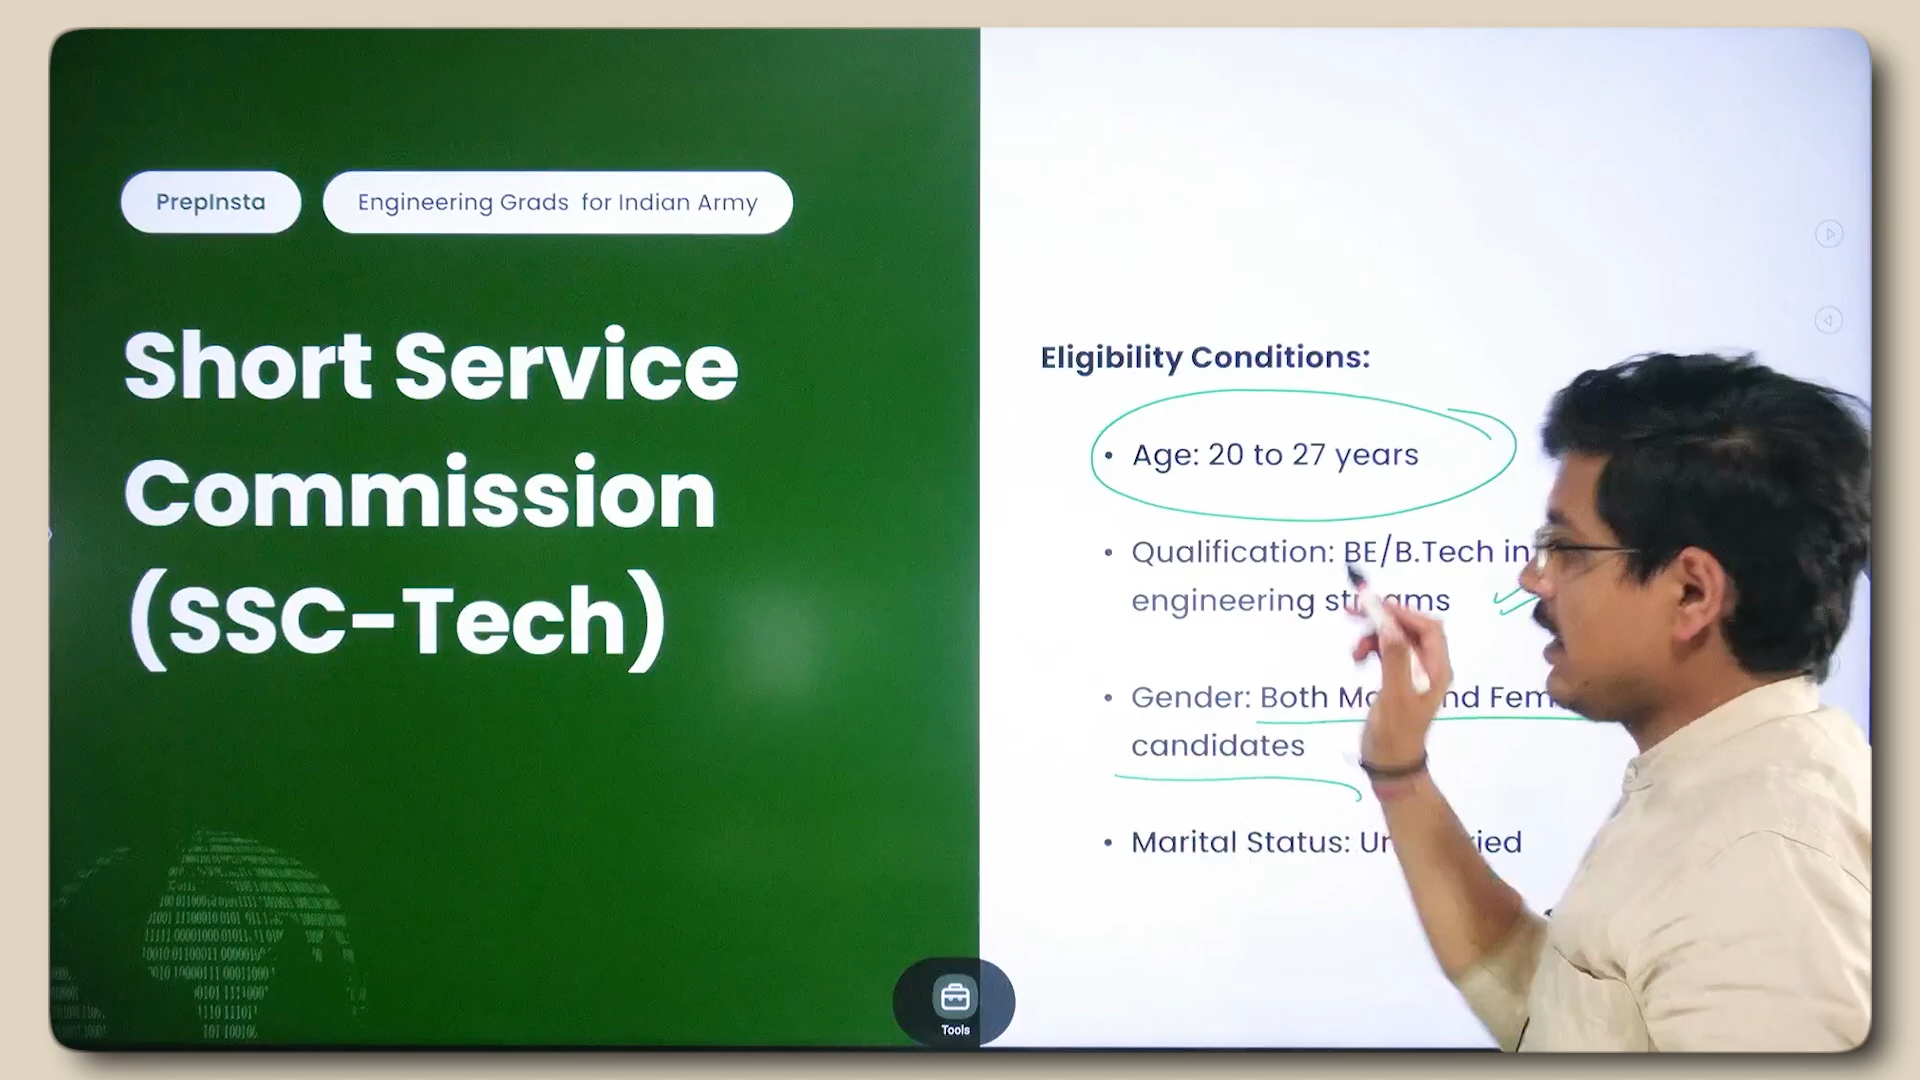 PrepInsta
Engineering Grads for Indian Army
Short Service
Commission
(SSC-Tech)
Eligibility Conditions:
• Age: 20 to 27 years
• Qualification: BE/B.Tech in
engineering
• Gender: Both
candidates
• Marital Status:
Tools